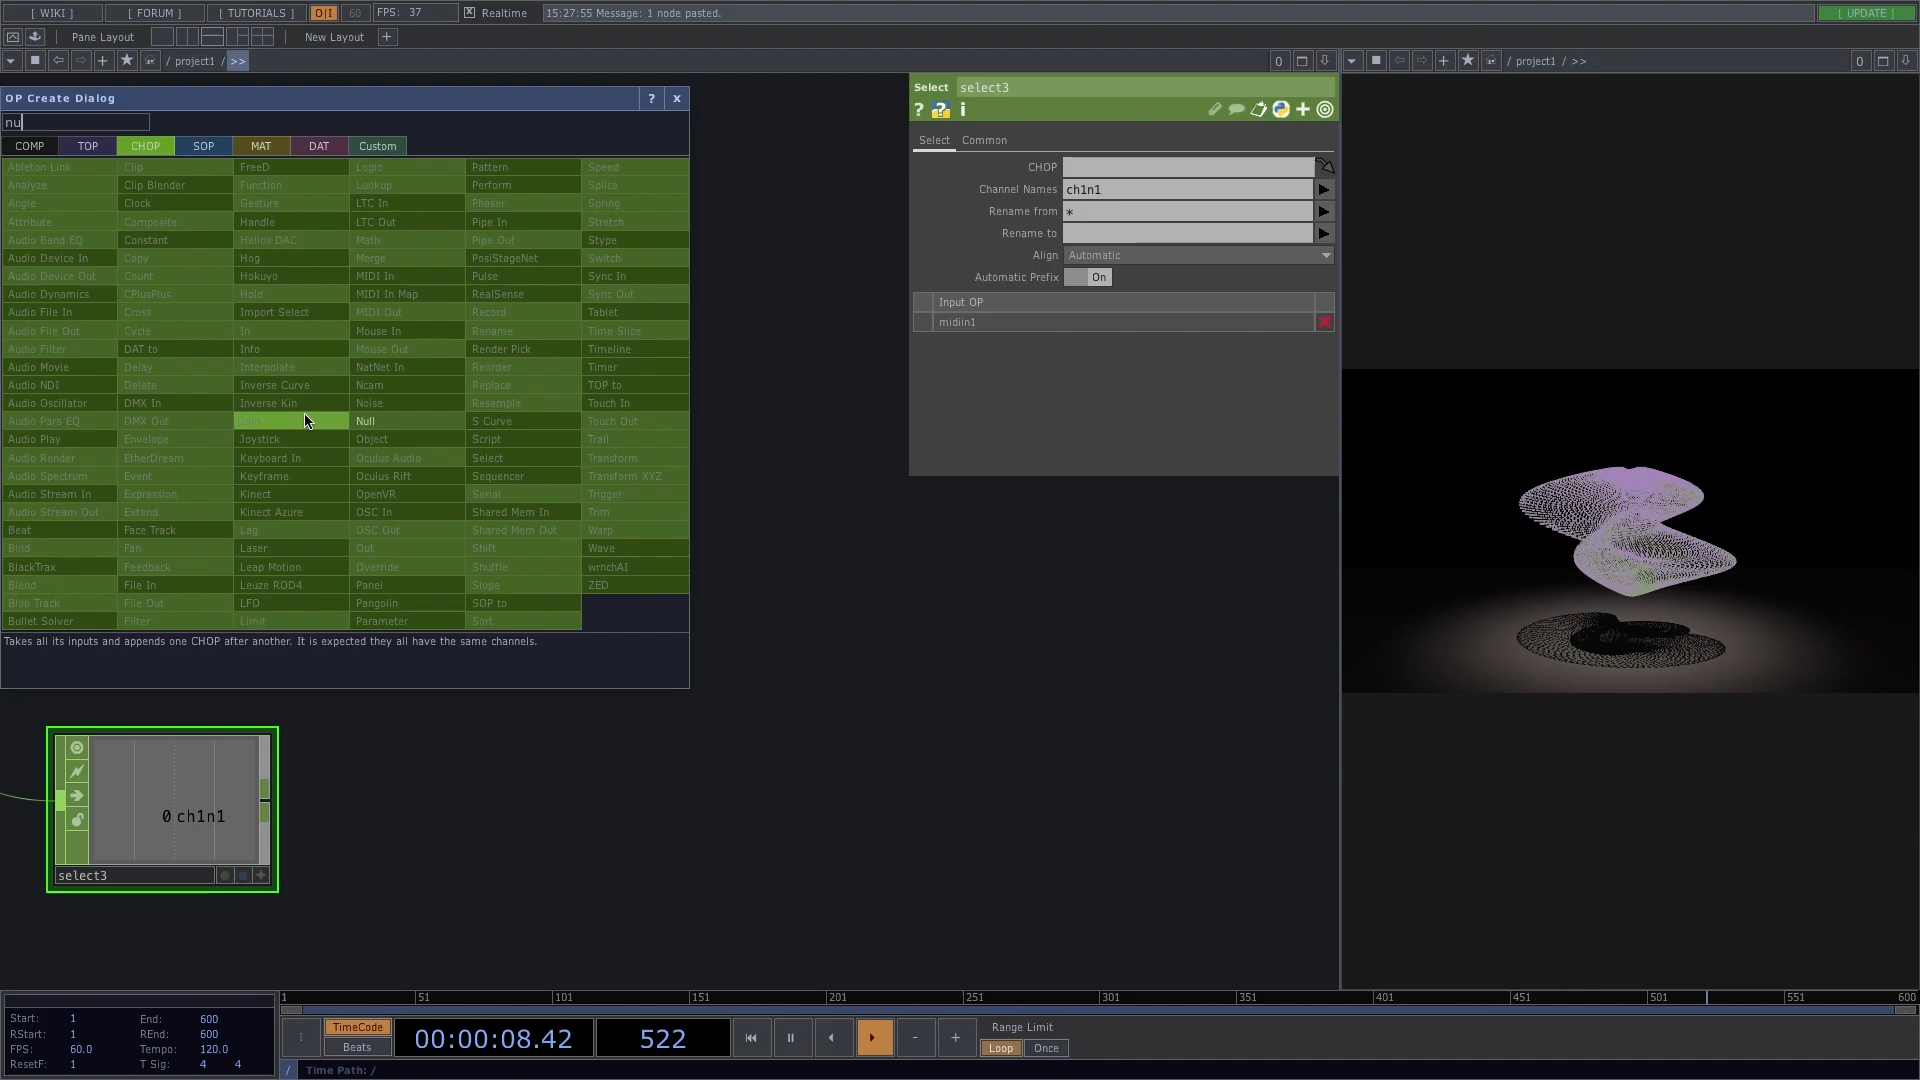 [ WIKI ] [ FORUM ] [ TUTORIALS ] O|I 60 FPS: 37 Realtime 15:27:55 Message: 1 node pasted. [ UPDATE ]
Pane Layout New Layout +
/ project1 / >> 0 / project1 / >> 0
OP Create Dialog ? x
nu
COMP TOP CHOP SOP MAT DAT Custom
Ableton Link Clip FreeD Logic Pattern Speed
Analyze Clip Blender Function Lookup Perform Splice
Angle Clock Gesture LTC In Phaser Spring
Attribute Composite Handle LTC Out Pipe In Stretch
Audio Band EQ Constant Helios DAC Math Pipe Out Stype
Audio Device In Copy Hog Merge PosiStageNet Switch
Audio Device Out Count Hokuyo MIDI In Pulse Sync In
Audio Dynamics CPlusPlus Hold MIDI In Map RealSense Sync Out
Audio File In Cross Import Select MIDI Out Record Tablet
Audio File Out Cycle In Mouse In Rename Time Slice
Audio Filter DAT to Info Mouse Out Render Pick Timeline
Audio Movie Delay Interpolate NatNet In Reorder Timer
Audio NDI Delete Inverse Curve Ncam Replace TOP to
Audio Oscillator DMX In Inverse Kin Noise Resample Touch In
Audio Para EQ DMX Out Null S Curve Touch Out
Audio Play Envelope Joystick Object Script Trail
Audio Render EtherDream Keyboard In Oculus Audio Select Transform
Audio Spectrum Event Keyframe Oculus Rift Sequencer Transform XYZ
Audio Stream In Expression Kinect OpenVR Serial Trigger
Audio Stream Out Extend Kinect Azure OSC In Shared Mem In Trim
Beat Face Track Lag OSC Out Shared Mem Out Warp
Bind Fan Laser Out Shift Wave
BlackTrax Feedback Leap Motion Override Shuffle wrnchAI
Blend File In Leuze ROD4 Panel Slope ZED
Blob Track File Out LFO Pangolin SOP to
Bullet Solver Filter Limit Parameter Sort
Takes all its inputs and appends one CHOP after another. It is expected they all have the same channels.
Select select3
? ? i
Select Common
CHOP
Channel Names ch1n1
Rename from *
Rename to
Align Automatic
Automatic Prefix On
Input OP
midiin1
0 ch1n1
select3
1 51 101 151 201 251 301 351 401 451 501 551 600
Start: 1 End: 600
RStart: 1 REnd: 600
FPS: 60.0 Tempo: 120.0
ResetF: 1 T Sig: 4 4
I TimeCode
Beats
00:00:08.42 522 - + Range Limit
Loop Once
/ Time Path: /